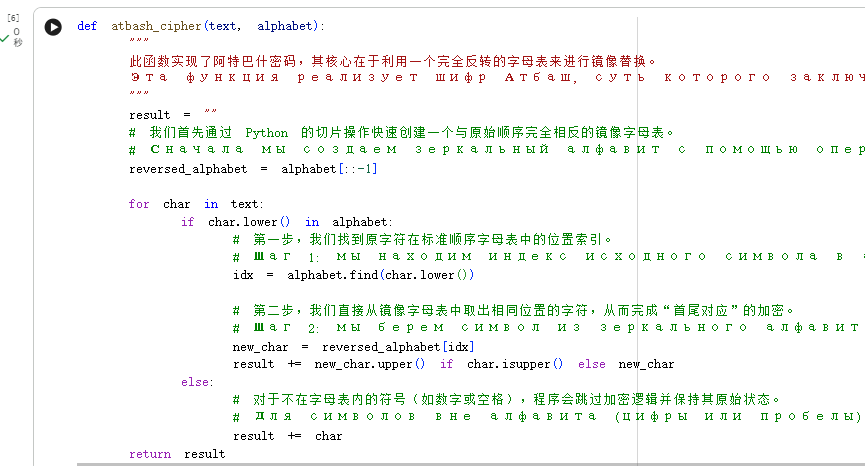 [6]
0
秒
def atbash_cipher(text, alphabet):
"""
此函数实现了阿特巴什密码，其核心在于利用一个完全反转的字母表来进行镜像替换。
Эта функция реализует шифр Атбаш, суть которого заключ
"""
result = ""
# 我们首先通过 Python 的切片操作快速创建一个与原始顺序完全相反的镜像字母表。
# Сначала мы создаем зеркальный алфавит с помощью опер
reversed_alphabet = alphabet[::-1]
for char in text:
if char.lower() in alphabet:
# 第一步，我们找到原字符在标准顺序字母表中的位置索引。
# Шаг 1: мы находим индекс исходного символа в
idx = alphabet.find(char.lower())
# 第二步，我们直接从镜像字母表中取出相同位置的字符，从而完成“首尾对应”的加密。
# Шаг 2: мы берем символ из зеркального алфавит
new_char = reversed_alphabet[idx]
result += new_char.upper() if char.isupper() else new_char
else:
# 对于不在字母表内的符号（如数字或空格），程序会跳过加密逻辑并保持其原始状态。
# Для символов вне алфавита (цифры или пробелы)
result += char
return result